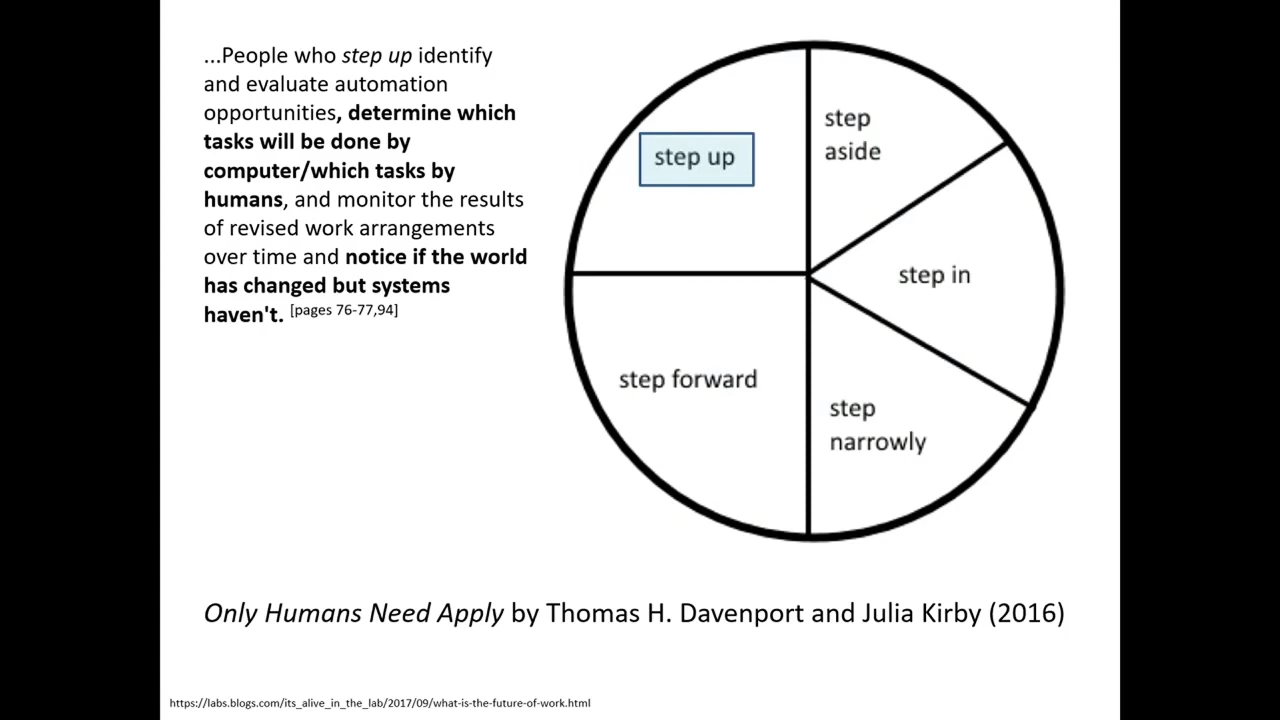 ...People who step up identify
and evaluate automation
opportunities, determine which
tasks will be done by
computer/which tasks by
humans, and monitor the results
of revised work arrangements
over time and notice if the world
has changed but systems
haven't. [pages 76-77,94]
step up
step
aside
step in
step forward
step
narrowly
Only Humans Need Apply by Thomas H. Davenport and Julia Kirby (2016)
https://labs.blogs.com/its_alive_in_the_lab/2017/09/what-is-the-future-of-work.html